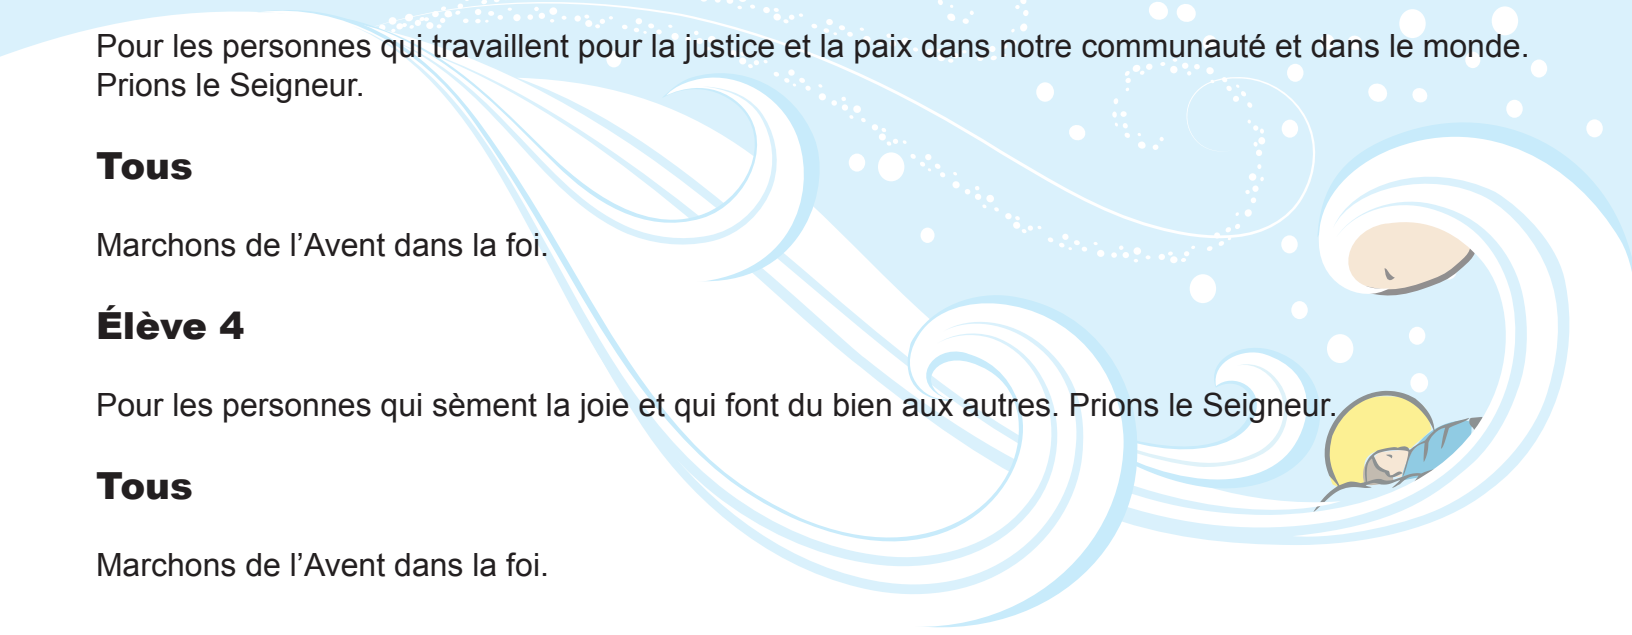 Pour les personnes qui travaillent pour la justice et la paix dans notre communauté et dans le monde.
Prions le Seigneur.
Tous
Marchons de l’Avent dans la foi.
Élève 4
Pour les personnes qui sèment la joie et qui font du bien aux autres. Prions le Seigneur.
Tous
Marchons de l’Avent dans la foi.